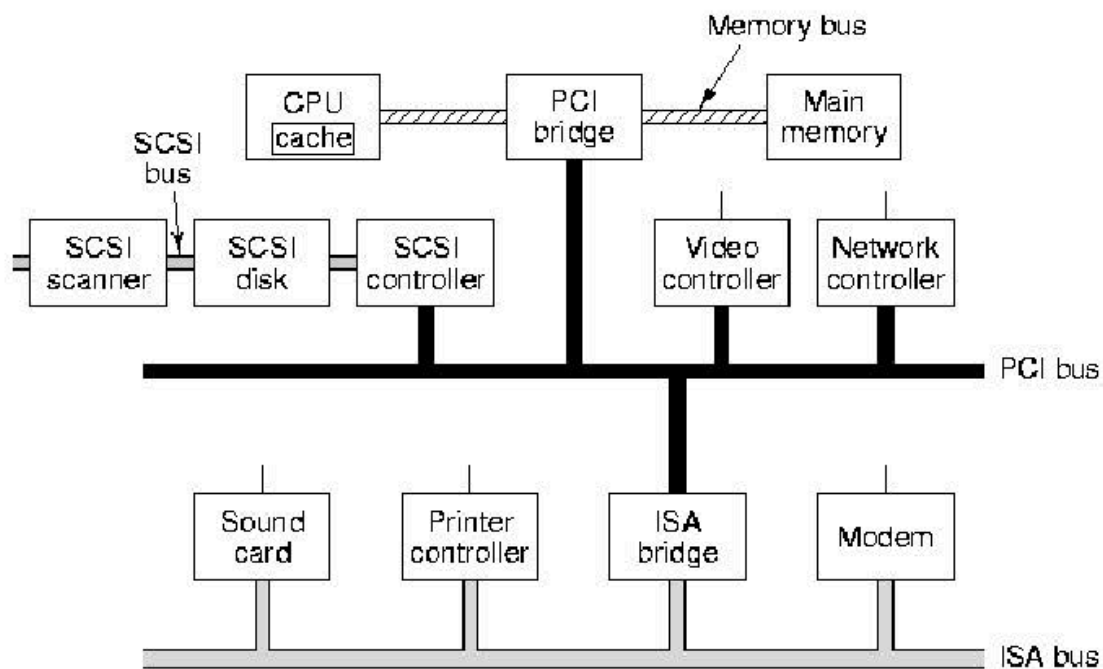 Memory bus
CPU
cache
PCI
bridge
Main
memory
SCSI
bus
SCSI
scanner
SCSI
disk
SCSI
controller
Video
controller
Network
controller
PCI bus
Sound
card
Printer
controller
ISA
bridge
Modem
ISA bus